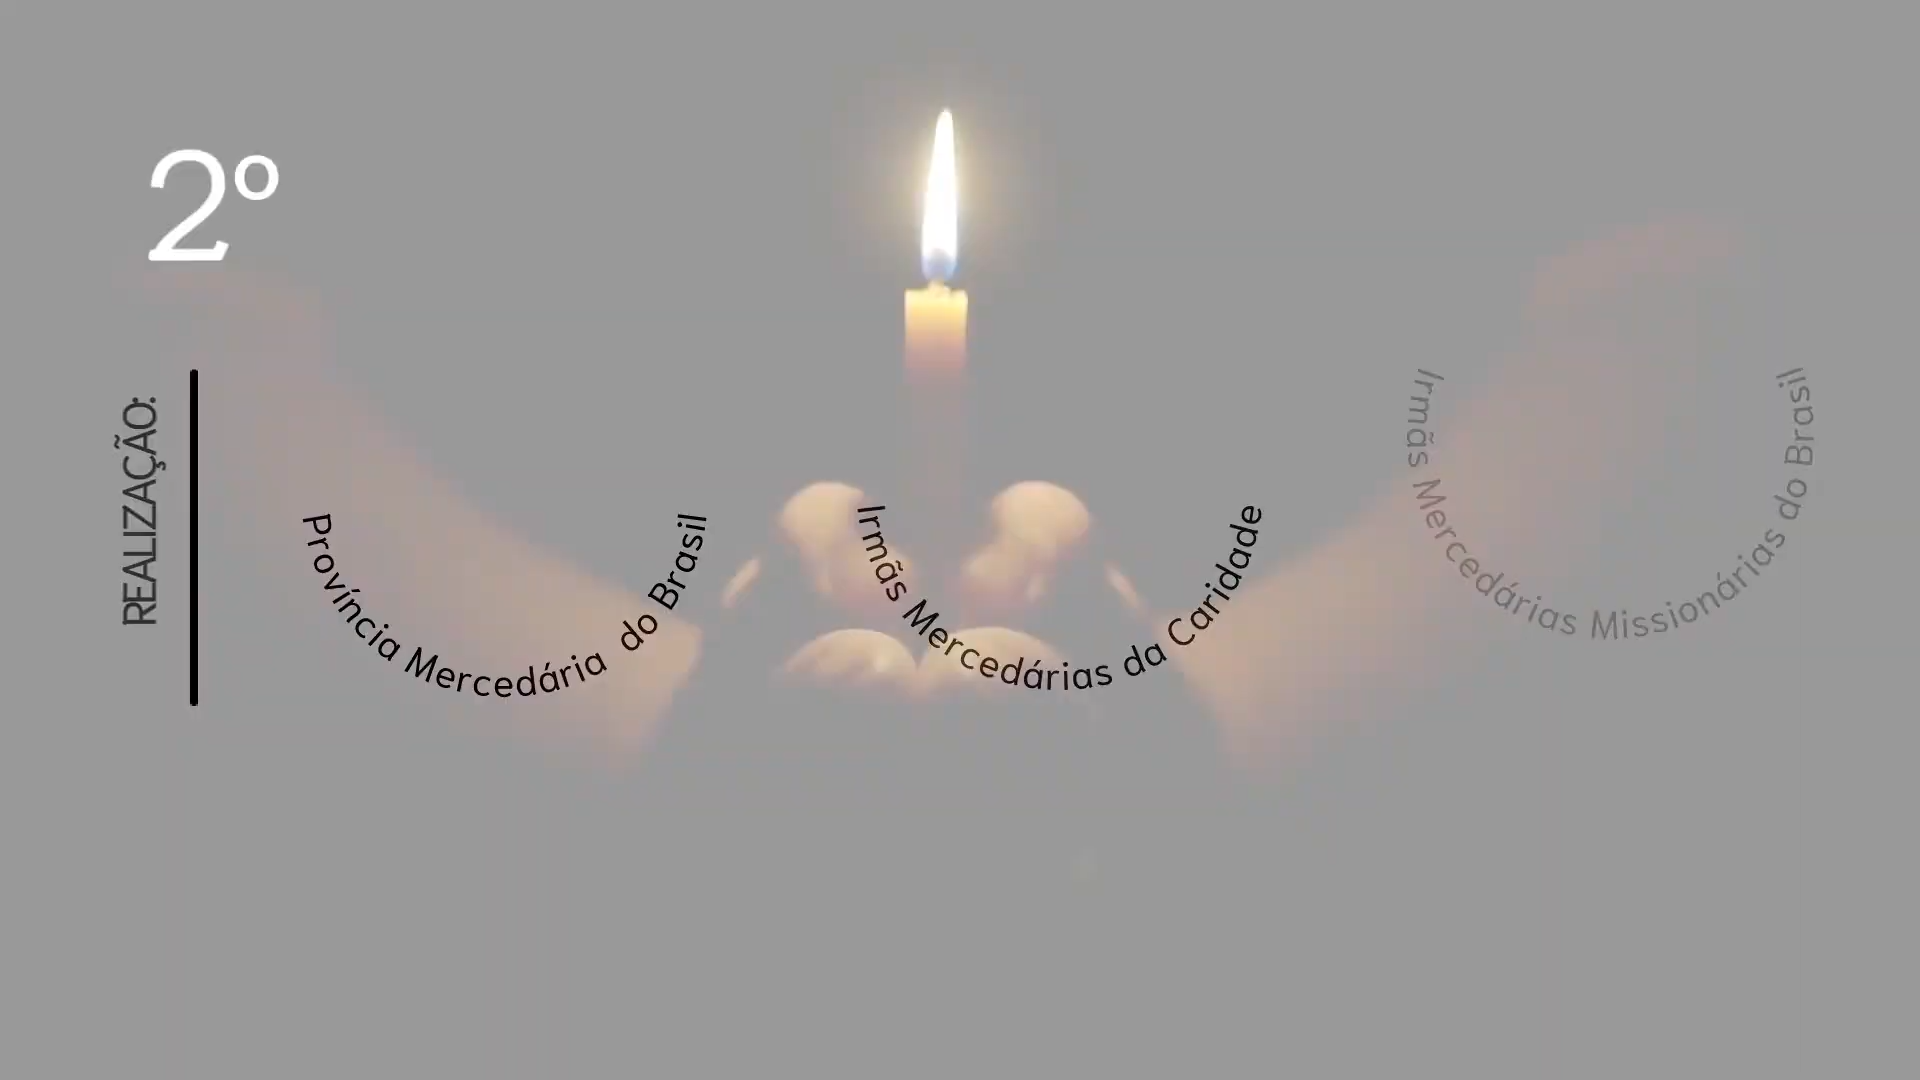 2º
REALIZAÇÃO:
Província Mercedária do Brasil
Irmãs Mercedárias da Caridade
Irmãs Mercedárias Missionárias do Brasil